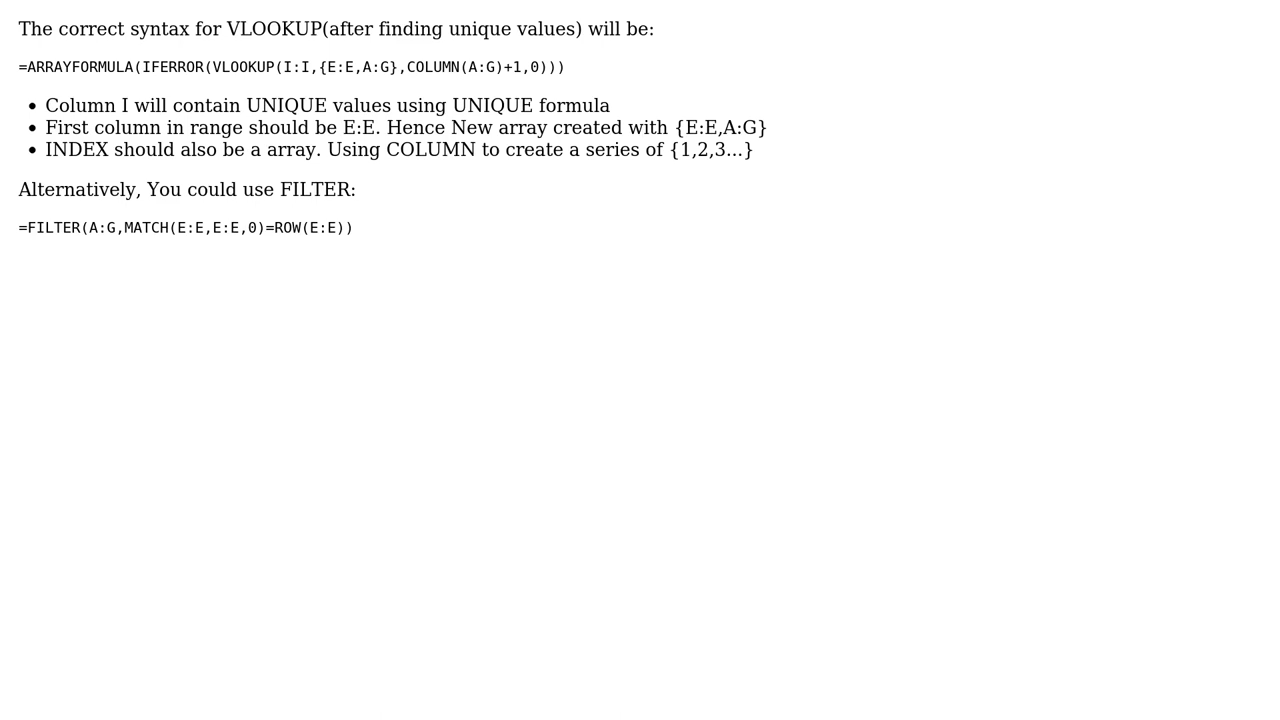 The correct syntax for VLOOKUP(after finding unique values) will be:
=ARRAYFORMULA(IFERROR(VLOOKUP(I:I,{E:E,A:G},COLUMN(A:G)+1,0)))
• Column I will contain UNIQUE values using UNIQUE formula
• First column in range should be E:E. Hence New array created with {E:E,A:G}
• INDEX should also be a array. Using COLUMN to create a series of {1,2,3...}
Alternatively, You could use FILTER:
=FILTER(A:G,MATCH(E:E,E:E,0)=ROW(E:E))